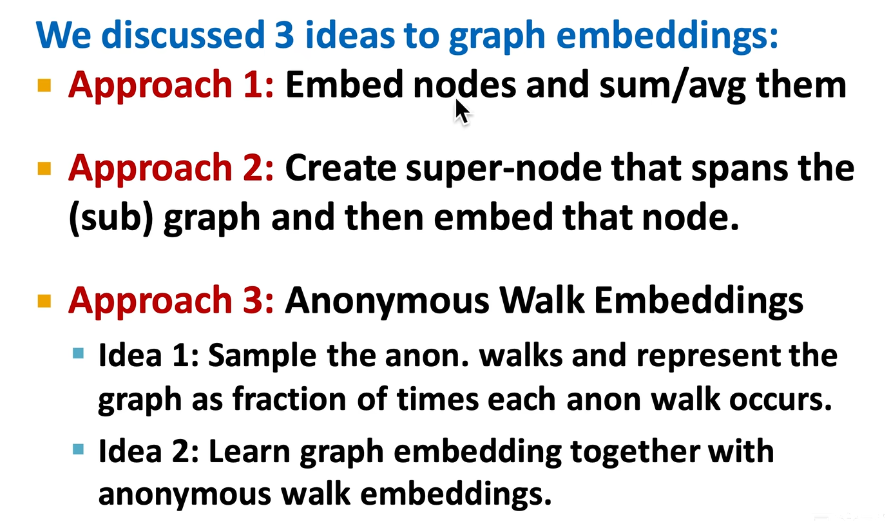 We discussed 3 ideas to graph embeddings:
Approach 1: Embed nodes and sum/avg them
Approach 2: Create super-node that spans the
(sub) graph and then embed that node.
Approach 3: Anonymous Walk Embeddings
Idea 1: Sample the anon. walks and represent the
graph as fraction of times each anon walk occurs.
Idea 2: Learn graph embedding together with
anonymous walk embeddings.